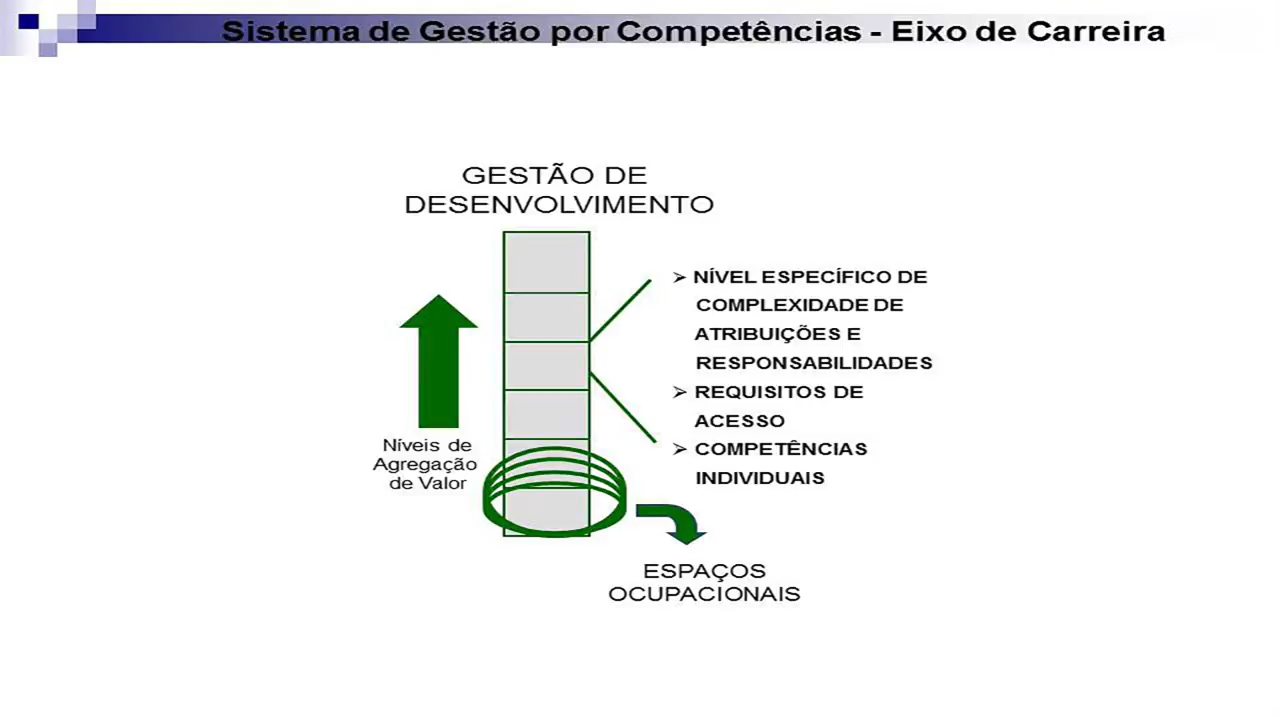 Sistema de Gestão por Competências - Eixo de Carreira
GESTÃO DE
DESENVOLVIMENTO
➢ NÍVEL ESPECÍFICO DE
COMPLEXIDADE DE
ATRIBUIÇÕES E
RESPONSABILIDADES
➢ REQUISITOS DE
ACESSO
➢ COMPETÊNCIAS
INDIVIDUAIS
Níveis de
Agregação
de Valor
ESPAÇOS
OCUPACIONAIS